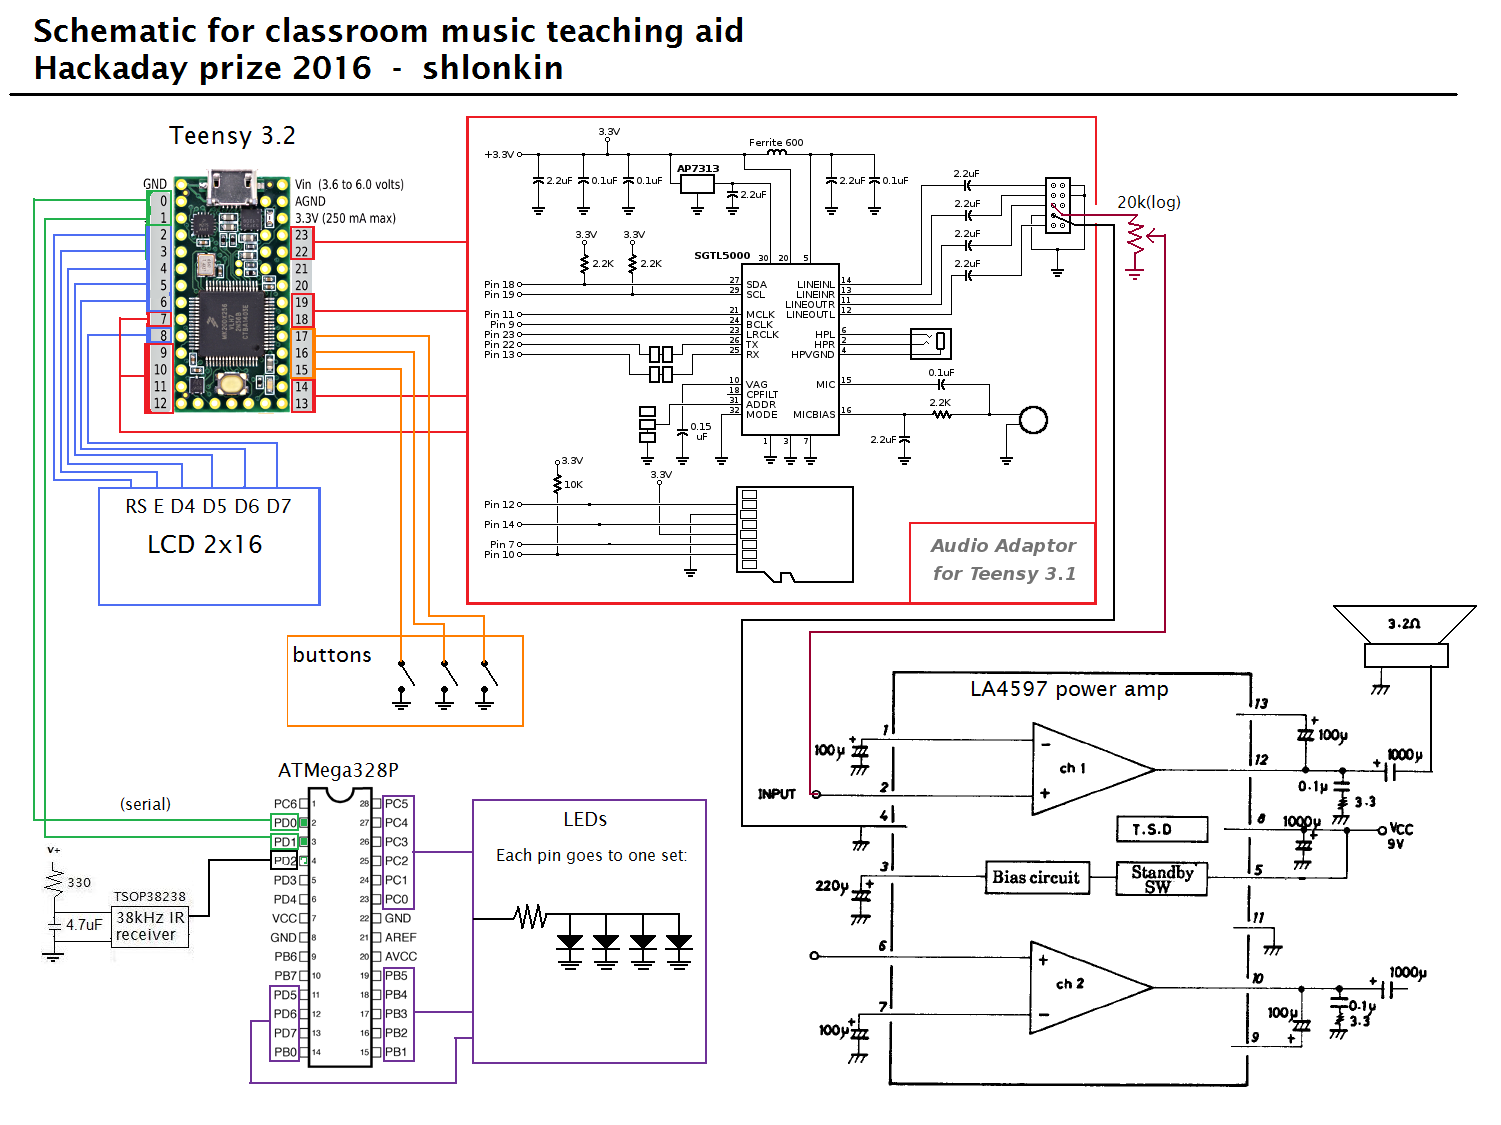 Schematic for classroom music teaching aid
Hackaday prize 2016 - shlonkin
Teensy 3.2
GND
0
1
2
3
4
5
6
7
8
9
10
11
12
Vin (3.6 to 6.0 volts)
AGND
3.3V (250 mA max)
23
22
21
20
19
18
17
16
15
14
13
RS E D4 D5 D6 D7
LCD 2x16
buttons
+3.3V
3.3V
2.2uF
0.1uF
0.1uF
AP7313
2.2uF
Ferrite 600
2.2uF
0.1uF
3.3V
3.3V
2.2K
2.2K
SGTL5000
30 20 5
Pin 18
Pin 19
Pin 11
Pin 9
Pin 23
Pin 22
Pin 13
27 SDA
29 SCL
21 MCLK
24 BCLK
23 LRCLK
26 TX
25 RX
10 VAG
18 CPFILT
31 ADDR
32 MODE
LINEINL 14
LINEINR 13
LINEOUTR 11
LINEOUTL 12
HPL 6
HPR 2
HPVGND 4
MIC 15
MICBIAS 16
1 3 7
0.15
uF
2.2uF
2.2uF
2.2uF
2.2uF
0.1uF
2.2K
2.2uF
20k(log)
3.3V
10K
3.3V
Pin 12
Pin 14
Pin 7
Pin 10
Audio Adaptor
for Teensy 3.1
ATMega328P
(serial)
PC6 1
PD0 2
PD1 3
PD2 4
PD3 5
PD4 6
VCC 7
GND 8
PB6 9
PB7 10
PD5 11
PD6 12
PD7 13
PB0 14
28 PC5
27 PC4
26 PC3
25 PC2
24 PC1
23 PC0
22 GND
21 AREF
20 AVCC
19 PB5
18 PB4
17 PB3
16 PB2
15 PB1
V+
330
4.7uF
TSOP38238
38kHz IR
receiver
LEDs
Each pin goes to one set:
LA4597 power amp
3.2Ω
1
100μ
INPUT
2
4
3
220μ
6
7
100μ
ch 1
−
+
T.S.D
Bias circuit
Standby
SW
ch 2
+
−
13
+
100μ
12
+
1000μ
0.1μ
3.3
8
1000μ
+
VCC
9V
5
11
10
+
1000μ
100μ
+
0.1μ
3.3
9